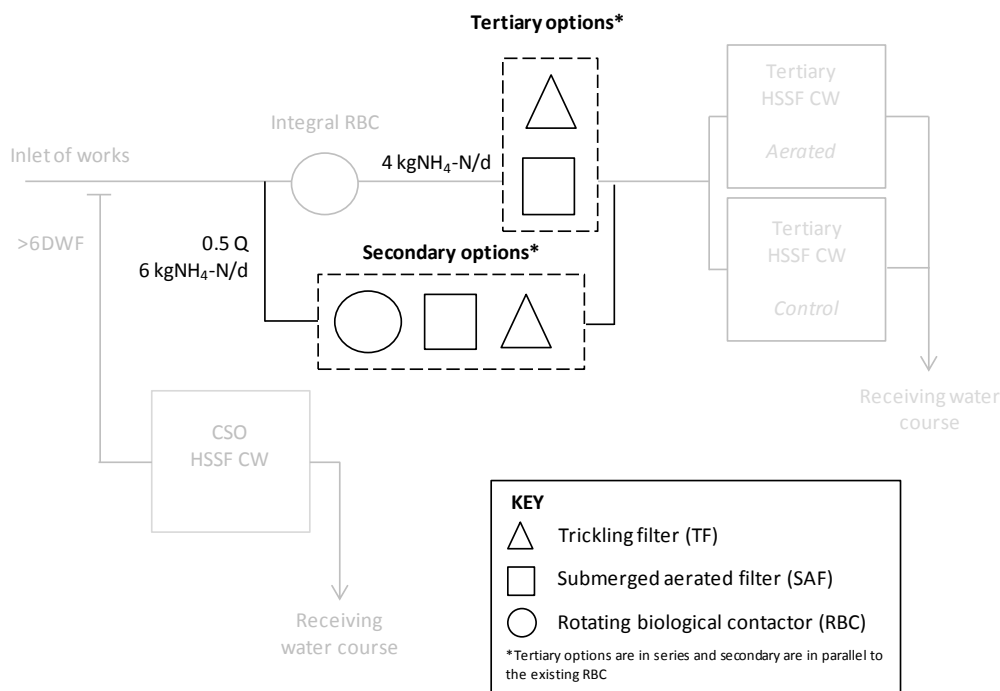 Tertiary options*
Tertiary
HSSF CW
Aerated
Integral RBC
Inlet of works
4 kgNH₄-N/d
>6DWF
0.5 Q
6 kgNH₄-N/d
Secondary options*
Tertiary
HSSF CW
Control
Receiving water
course
CSO
HSSF CW
Receiving
water course
KEY
Trickling filter (TF)
Submerged aerated filter (SAF)
Rotating biological contactor (RBC)
*Tertiary options are in series and secondary are in parallel to
the existing RBC